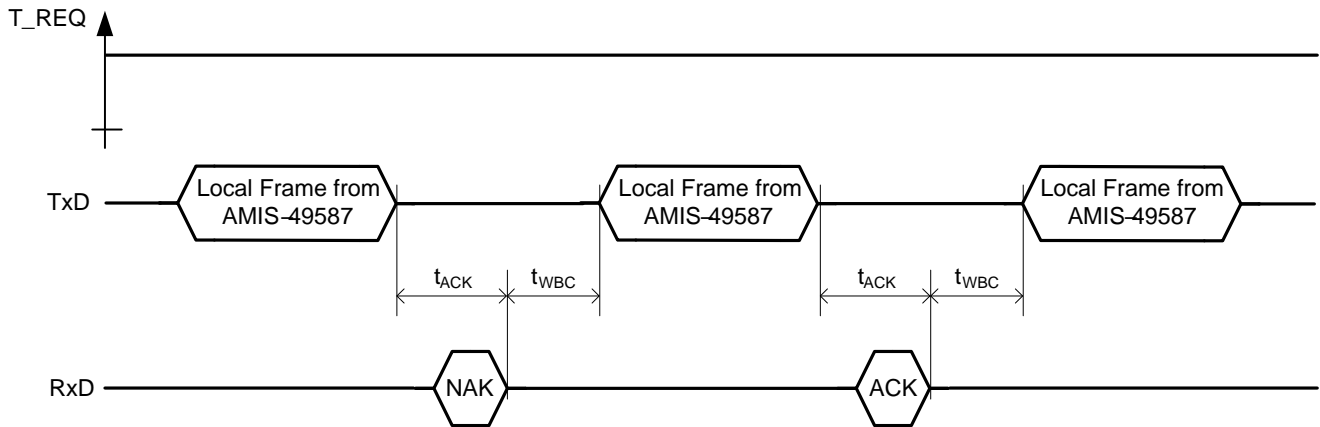 T_REQ
TxD
Local Frame from
AMIS-49587
Local Frame from
AMIS-49587
Local Frame from
AMIS-49587
tACK
tWBC
tACK
tWBC
RxD
NAK
ACK